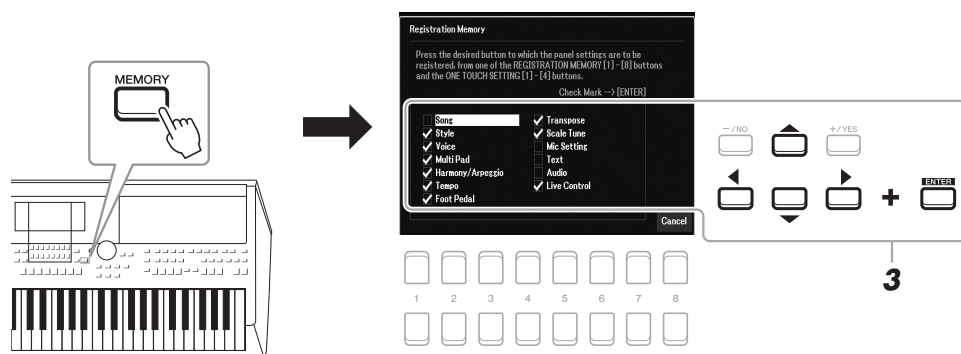 MEMORY
Registration Memory
Press the desired button to which the panel settings are to be
registered, from one of the REGISTRATION MEMORY [1] - [8] buttons
and the ONE TOUCH SETTING [1] - [4] buttons.
Check Mark --> [ENTER]
Song
Style
Voice
Multi Pad
Harmony/Arpeggio
Tempo
Foot Pedal
Transpose
Scale Tune
Mic Setting
Text
Audio
Live Control
Cancel
1 2 3 4 5 6 7 8
–/NO
+/YES
+
ENTER
3